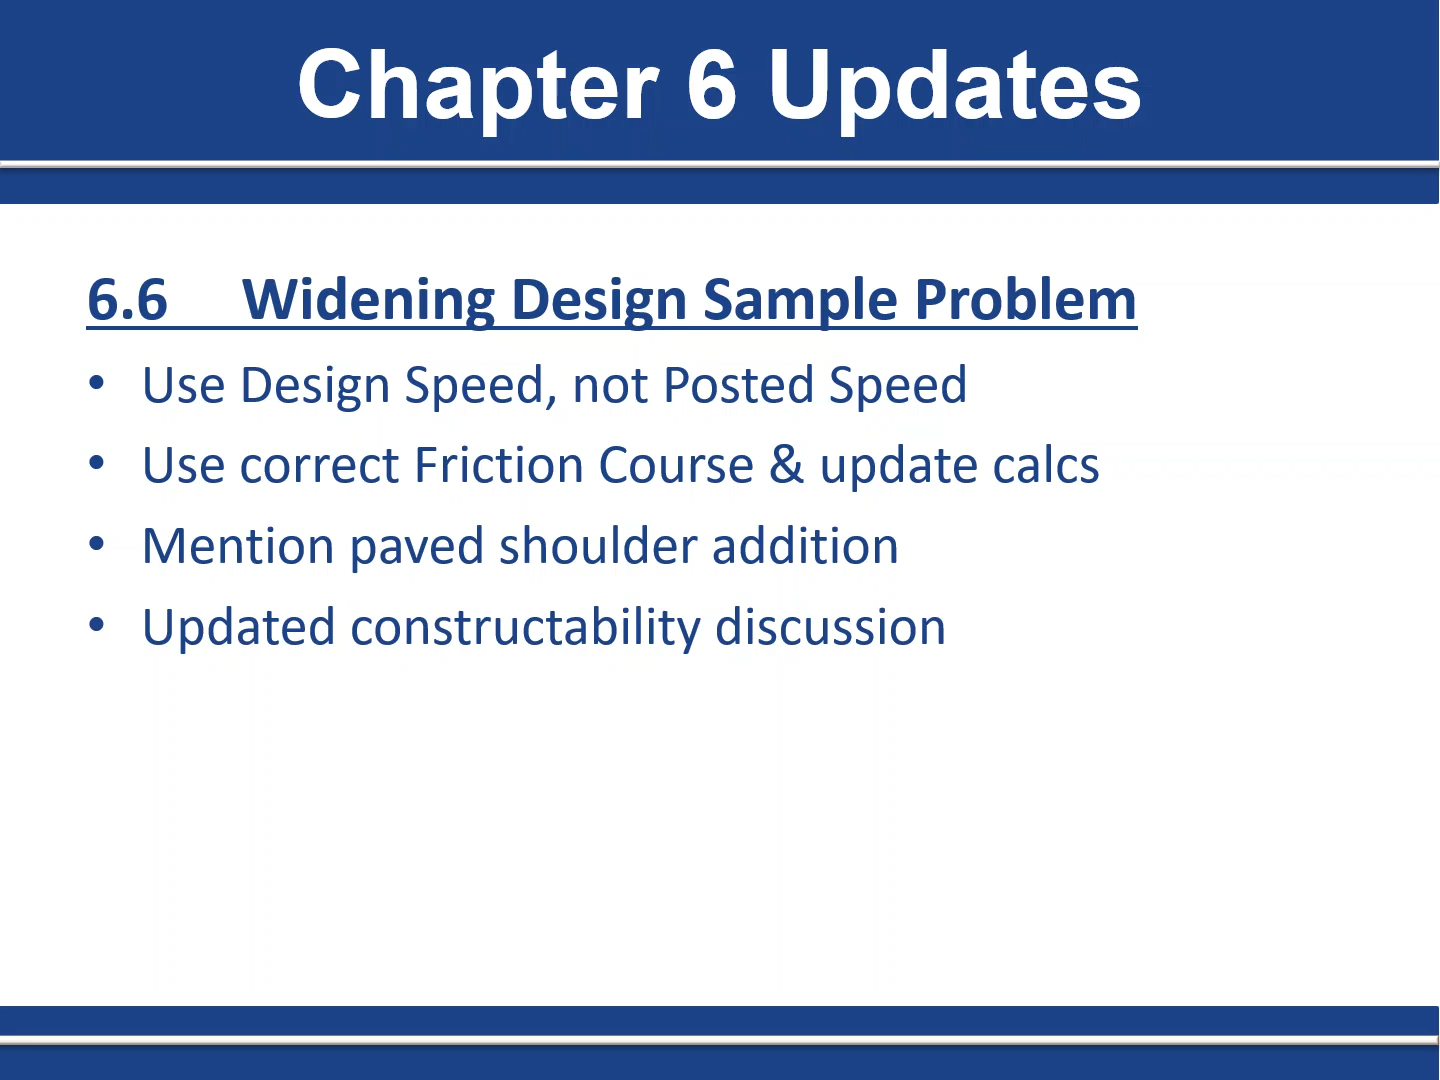 Chapter 6 Updates
6.6 Widening Design Sample Problem
• Use Design Speed, not Posted Speed
• Use correct Friction Course & update calcs
• Mention paved shoulder addition
• Updated constructability discussion